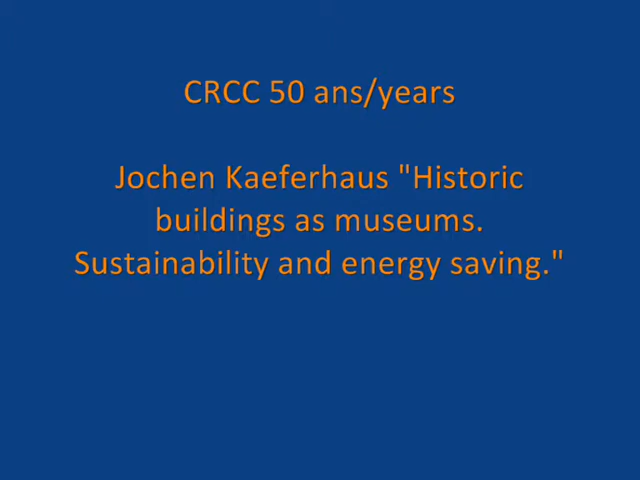 CRCC 50 ans/years
Jochen Kaeferhaus "Historic
buildings as museums.
Sustainability and energy saving."